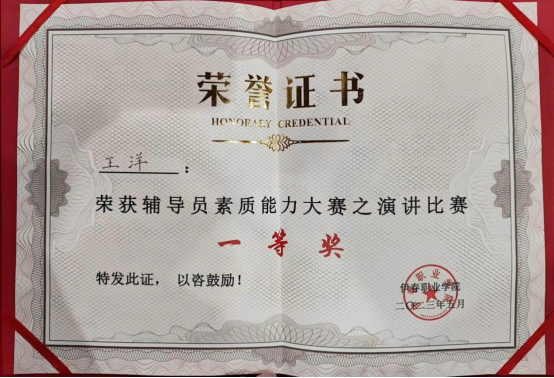 荣誉证书
HONORALY CREDENTIAL
王洋：
荣获辅导员素质能力大赛之演讲比赛
一等奖
特发此证，以咨鼓励！
伊春职业学院
二〇二三年五月